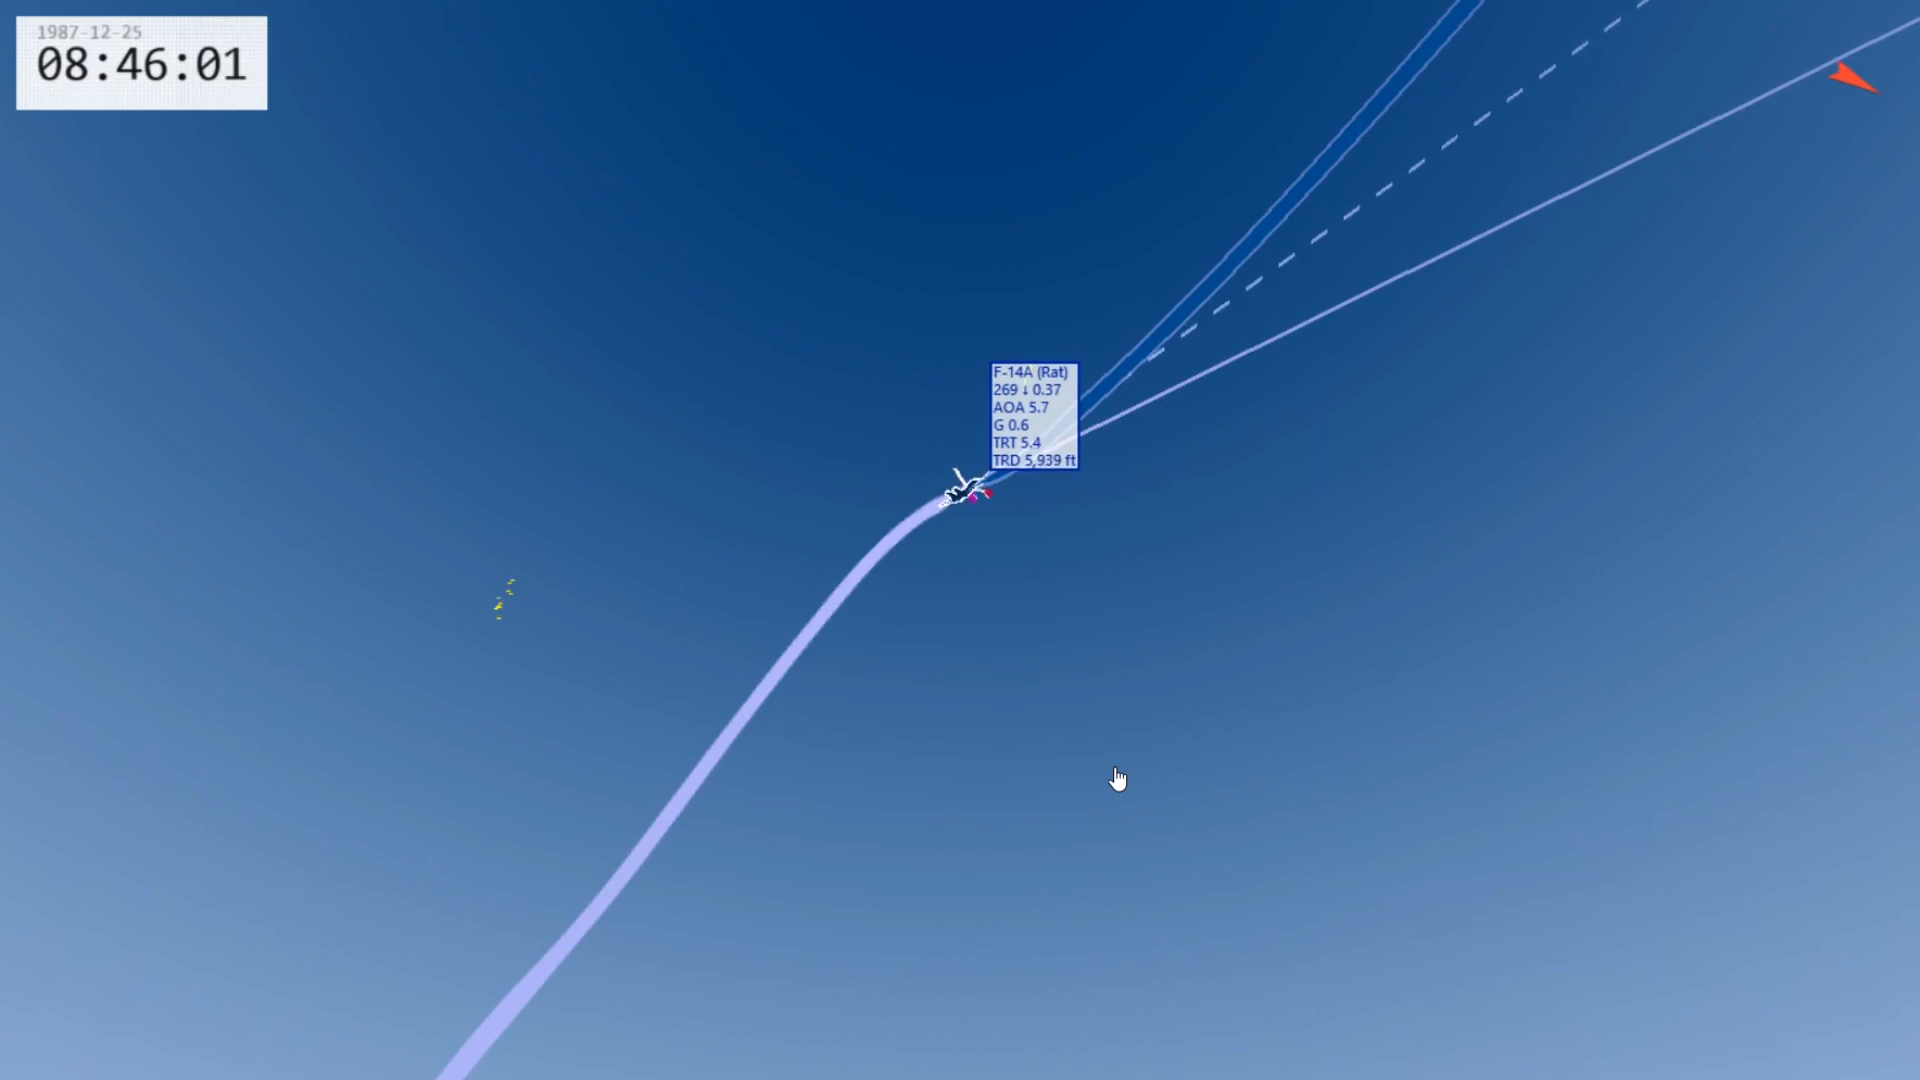 1987-12-25
08:46:01
F-14A (Rat)
269 ↓ 0.37
AOA 5.7
G 0.6
TRT 5.4
TRD 5,939 ft